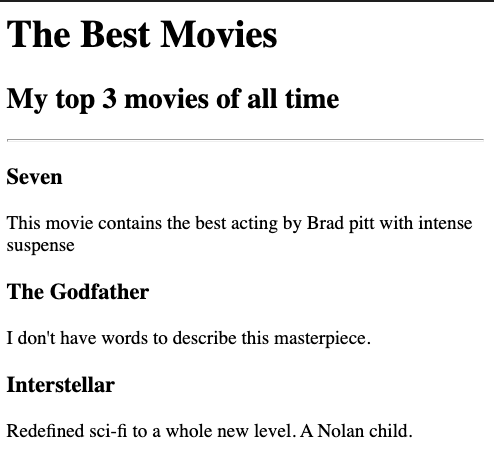 The Best Movies
My top 3 movies of all time
Seven
This movie contains the best acting by Brad pitt with intense
suspense
The Godfather
I don't have words to describe this masterpiece.
Interstellar
Redefined sci-fi to a whole new level. A Nolan child.